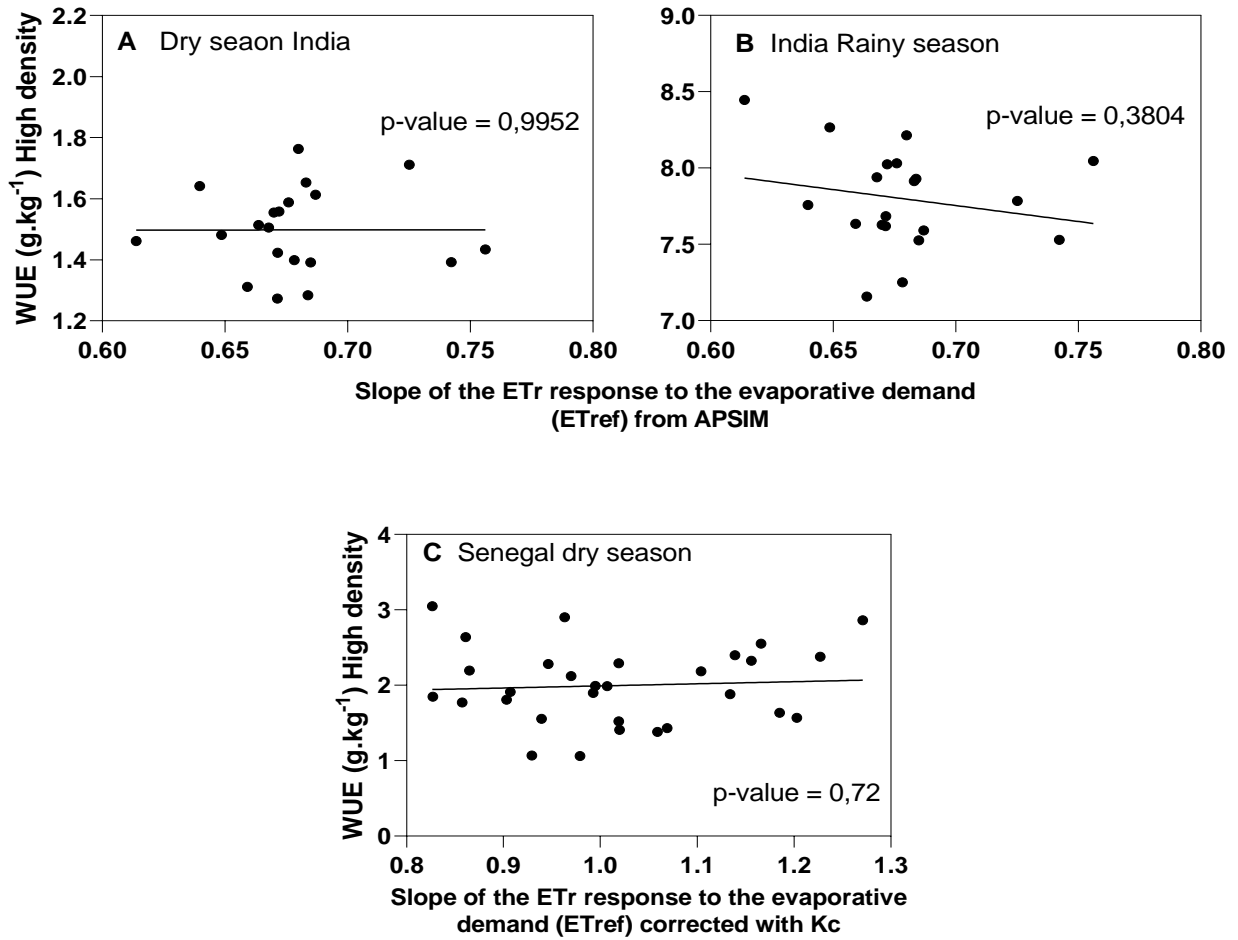 A Dry seaon India
p-value = 0,9952
WUE (g.kg⁻¹) High density
2.2
2.0
1.8
1.6
1.4
1.2
0.60 0.65 0.70 0.75 0.80
B India Rainy season
p-value = 0,3804
9.0
8.5
8.0
7.5
7.0
0.60 0.65 0.70 0.75 0.80
Slope of the ETr response to the evaporative demand
(ETref) from APSIM
C Senegal dry season
p-value = 0,72
WUE (g.kg⁻¹) High density
4
3
2
1
0
0.8 0.9 1.0 1.1 1.2 1.3
Slope of the ETr response to the evaporative
demand (ETref) corrected with Kc